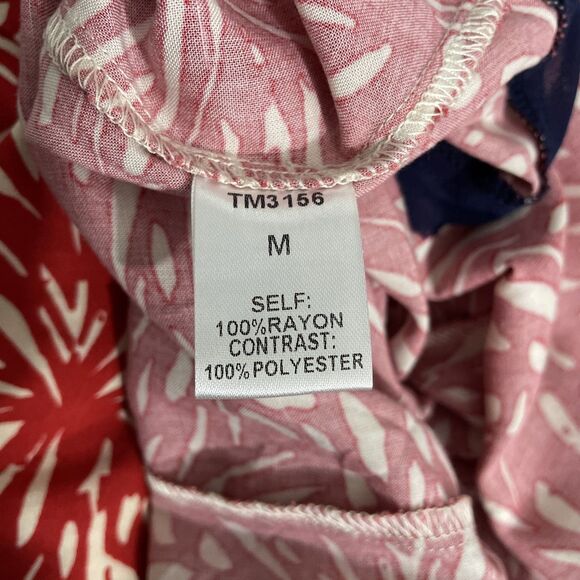 TM3156
M
SELF:
100%RAYON
CONTRAST:
100%POLYESTER